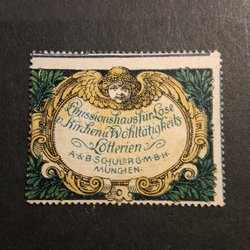 Emissionshaus für Lose
v. Kirchen u. Wohltätigkeits
Lotterien
A.&B. SCHULER G.M.B.H.
MÜNCHEN.